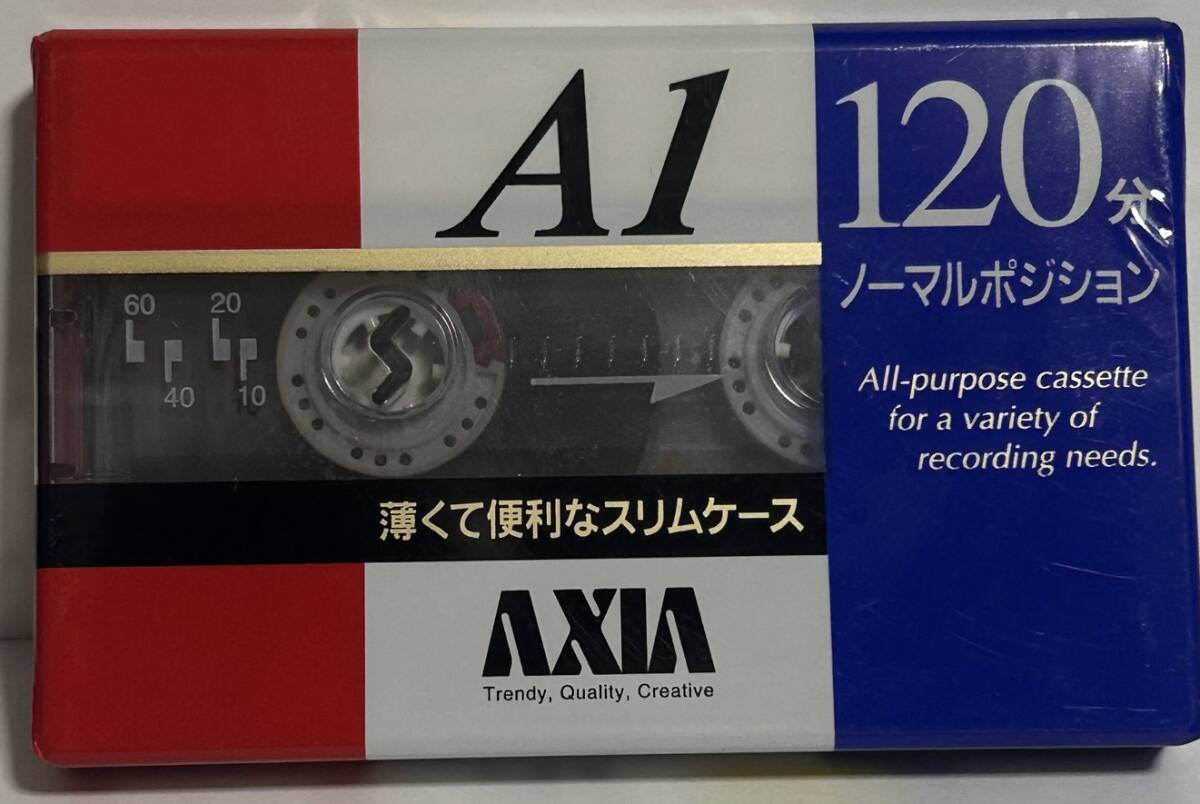 A1
120分
ノーマルポジション
All-purpose cassette
for a variety of
recording needs.
60 20
40 10
薄くて便利なスリムケース
AXIA
Trendy, Quality, Creative